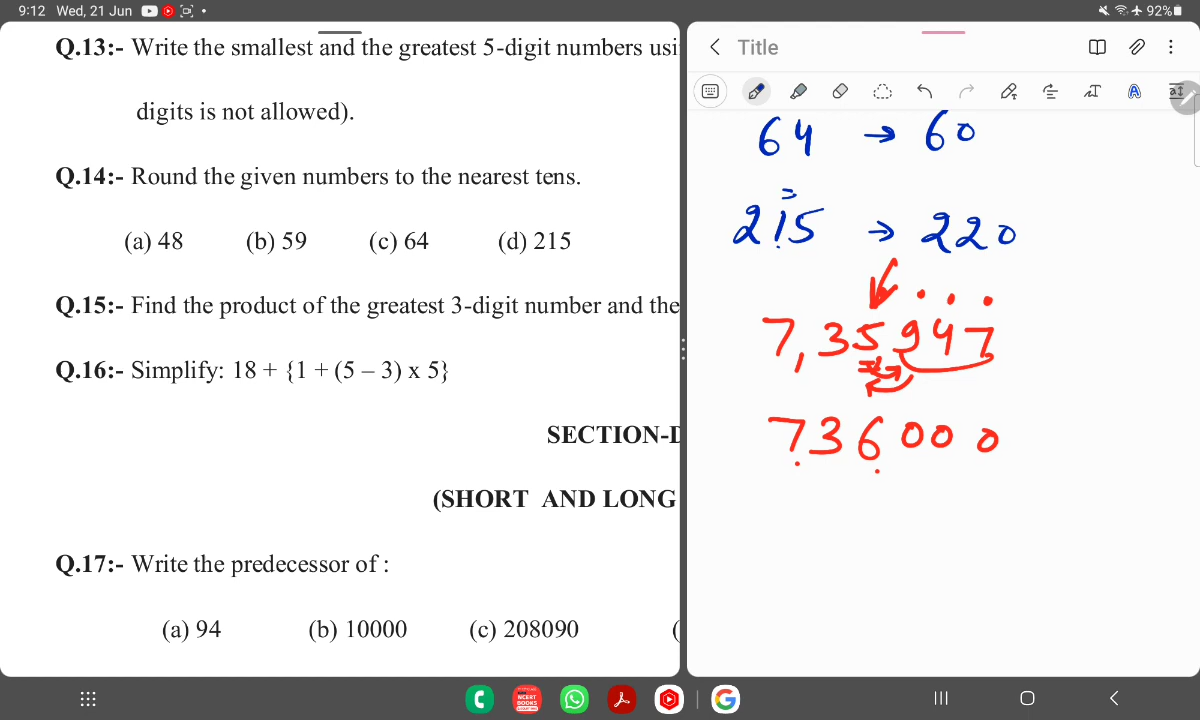 9:12 Wed, 21 Jun
92%
Q.13:- Write the smallest and the greatest 5-digit numbers usi
digits is not allowed).
Q.14:- Round the given numbers to the nearest tens.
(a) 48 (b) 59 (c) 64 (d) 215
Q.15:- Find the product of the greatest 3-digit number and the
Q.16:- Simplify: 18 + {1 + (5 – 3) x 5}
SECTION-D
(SHORT AND LONG
Q.17:- Write the predecessor of :
(a) 94 (b) 10000 (c) 208090 (
Title
64 → 60
215 → 220
7,35947
736000
NCERT
BOOKS